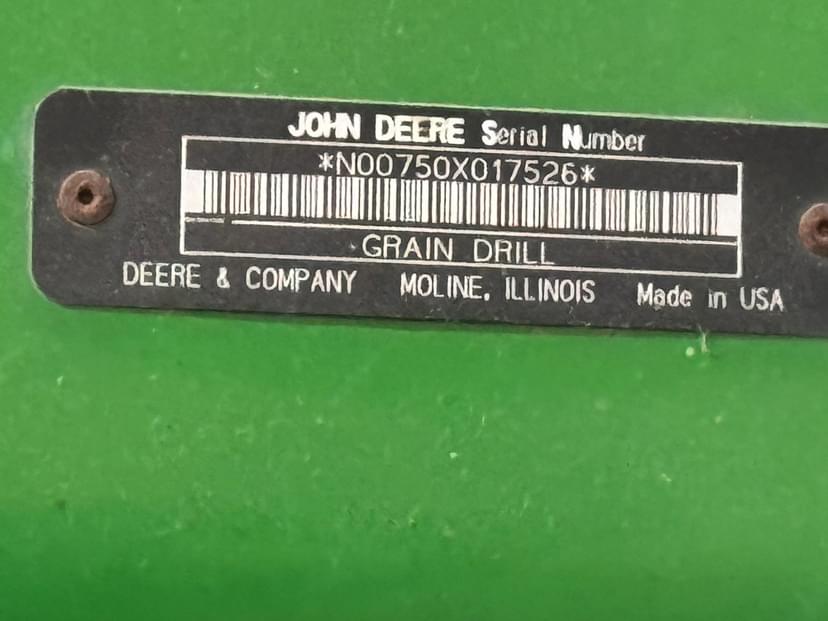 JOHN DEERE Serial Number
*N00750X017526*
GRAIN DRILL
DEERE & COMPANY MOLINE, ILLINOIS Made in USA